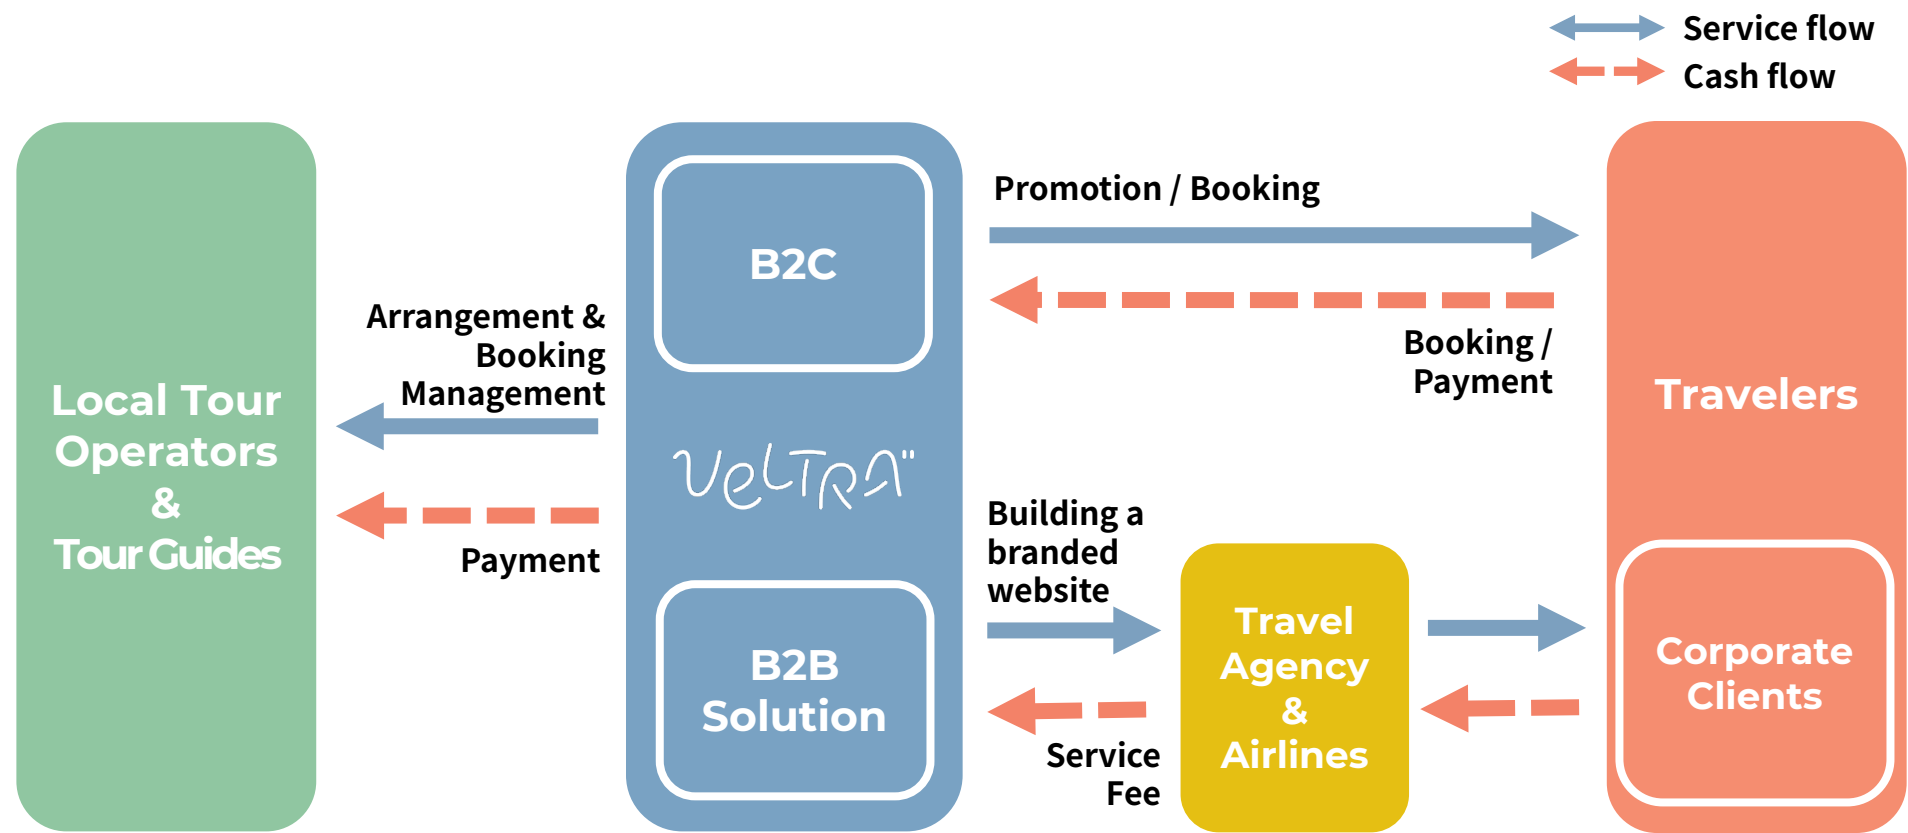 Service flow
Cash flow
Local Tour
Operators
&
Tour Guides
Arrangement &
Booking
Management
Payment
B2C
VELTRA
B2B
Solution
Promotion / Booking
Booking /
Payment
Building a
branded
website
Service
Fee
Travel
Agency
&
Airlines
Travelers
Corporate
Clients